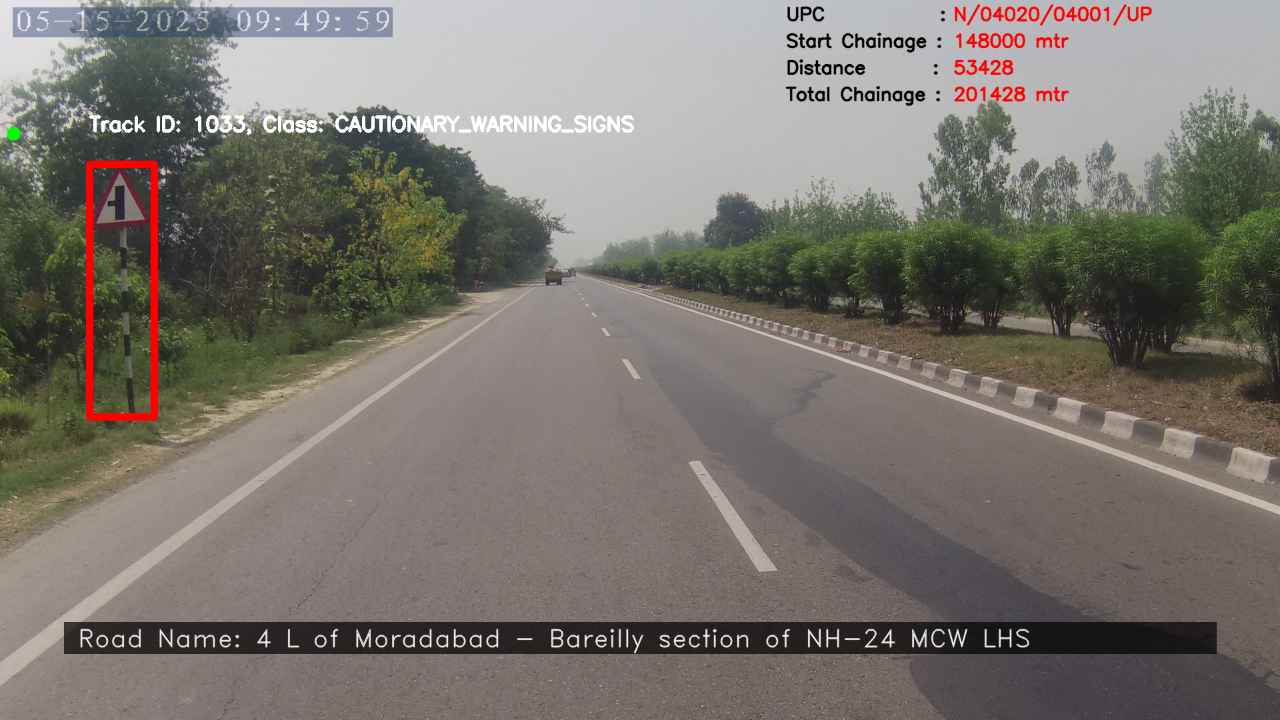 05-15-2025 09:49:59
UPC : N/04020/04001/UP
Start Chainage : 148000 mtr
Distance : 53428
Total Chainage : 201428 mtr
Track ID: 1033, Class: CAUTIONARY_WARNING_SIGNS
Road Name: 4 L of Moradabad - Bareilly section of NH-24 MCW LHS